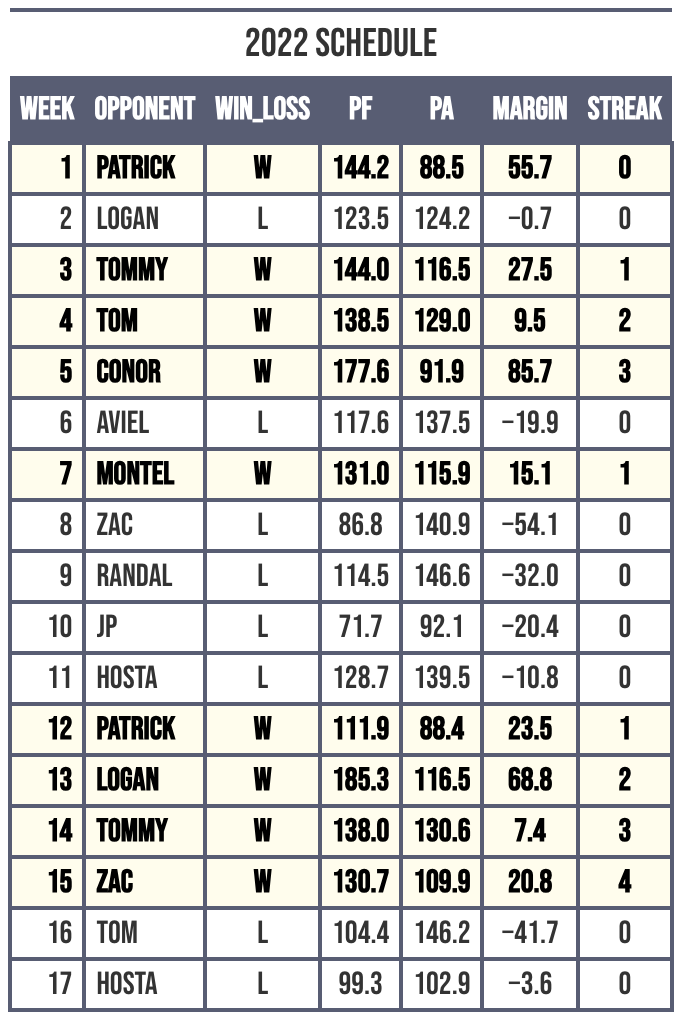 2022 SCHEDULE
WEEK OPPONENT WIN_LOSS PF PA MARGIN STREAK
1 PATRICK W 144.2 88.5 55.7 0
2 LOGAN L 123.5 124.2 −0.7 0
3 TOMMY W 144.0 116.5 27.5 1
4 TOM W 138.5 129.0 9.5 2
5 CONOR W 177.6 91.9 85.7 3
6 AVIEL L 117.6 137.5 −19.9 0
7 MONTEL W 131.0 115.9 15.1 1
8 ZAC L 86.8 140.9 −54.1 0
9 RANDAL L 114.5 146.6 −32.0 0
10 JP L 71.7 92.1 −20.4 0
11 HOSTA L 128.7 139.5 −10.8 0
12 PATRICK W 111.9 88.4 23.5 1
13 LOGAN W 185.3 116.5 68.8 2
14 TOMMY W 138.0 130.6 7.4 3
15 ZAC W 130.7 109.9 20.8 4
16 TOM L 104.4 146.2 −41.7 0
17 HOSTA L 99.3 102.9 −3.6 0